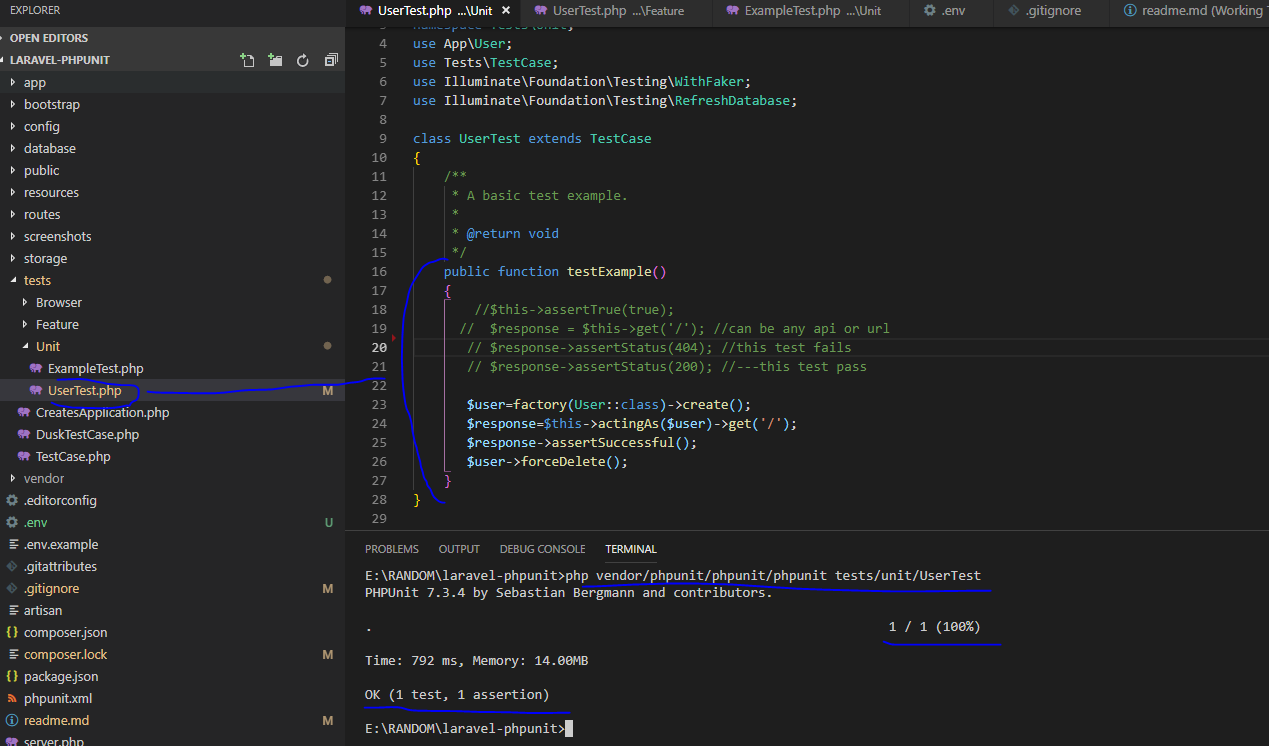 EXPLORER
OPEN EDITORS
LARAVEL-PHPUNIT
app
bootstrap
config
database
public
resources
routes
screenshots
storage
tests
Browser
Feature
Unit
ExampleTest.php
UserTest.php M
CreatesApplication.php
DuskTestCase.php
TestCase.php
vendor
.editorconfig
.env U
.env.example
.gitattributes
.gitignore M
artisan
composer.json
composer.lock M
package.json
phpunit.xml
readme.md M
server.php
UserTest.php ...\Unit × UserTest.php ...\Feature ExampleTest.php ...\Unit .env .gitignore readme.md (Working
4 use App\User;
5 use Tests\TestCase;
6 use Illuminate\Foundation\Testing\WithFaker;
7 use Illuminate\Foundation\Testing\RefreshDatabase;
8
9 class UserTest extends TestCase
10 {
11 /**
12 * A basic test example.
13 *
14 * @return void
15 */
16 public function testExample()
17 {
18 //$this->assertTrue(true);
19 // $response = $this->get('/'); //can be any api or url
20 // $response->assertStatus(404); //this test fails
21 // $response->assertStatus(200); //---this test pass
22
23 $user=factory(User::class)->create();
24 $response=$this->actingAs($user)->get('/');
25 $response->assertSuccessful();
26 $user->forceDelete();
27 }
28 }
29
PROBLEMS OUTPUT DEBUG CONSOLE TERMINAL
E:\RANDOM\laravel-phpunit>php vendor/phpunit/phpunit/phpunit tests/unit/UserTest
PHPUnit 7.3.4 by Sebastian Bergmann and contributors.
. 1 / 1 (100%)
Time: 792 ms, Memory: 14.00MB
OK (1 test, 1 assertion)
E:\RANDOM\laravel-phpunit>